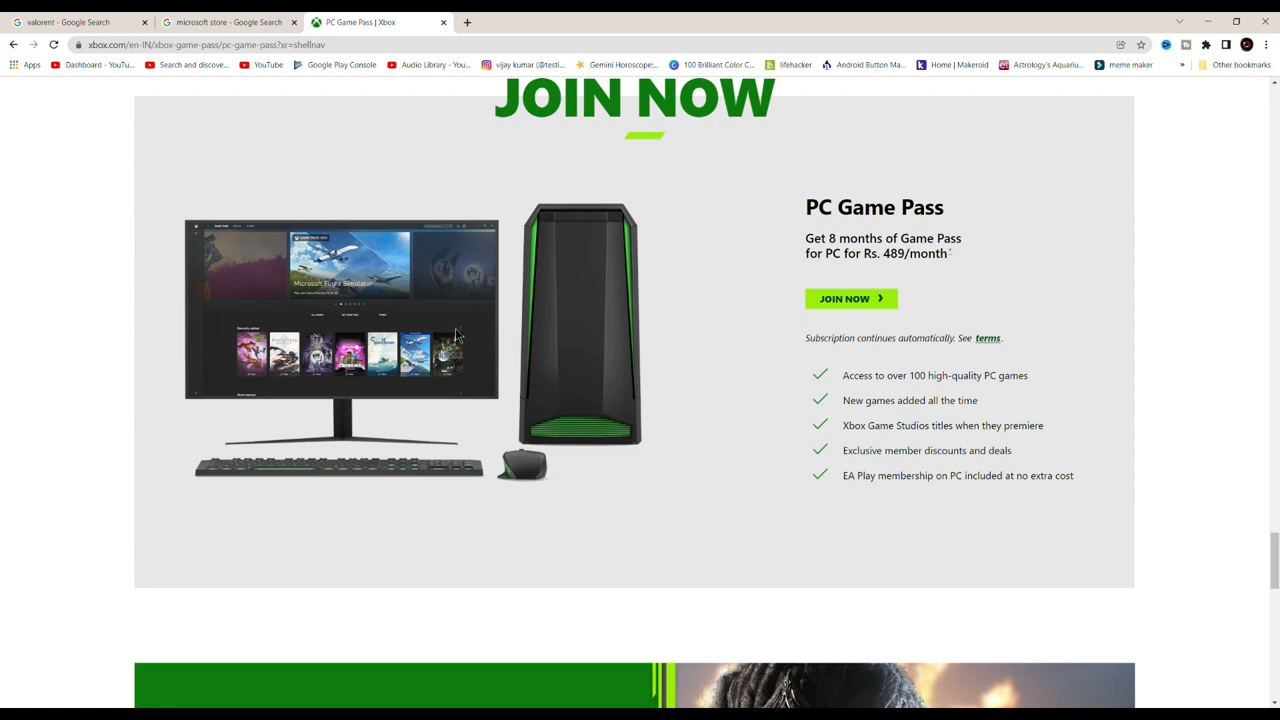 valorent - Google Search
microsoft store - Google Search
PC Game Pass | Xbox
xbox.com/en-IN/xbox-game-pass/pc-game-pass?xr=shellnav
Apps
Dashboard - YouTu...
Search and discove...
YouTube
Google Play Console
Audio Library - You...
vijay kumar (@testi...
Gemini Horoscope:...
100 Brilliant Color C...
lifehacker
Android Button Ma...
Home | Makeroid
Astrology's Aquariu...
meme maker
»
Other bookmarks
JOIN NOW
Microsoft Flight Simulator
Recently added
PC Game Pass
Get 8 months of Game Pass
for PC for Rs. 489/month
JOIN NOW
Subscription continues automatically. See terms.
Access to over 100 high-quality PC games
New games added all the time
Xbox Game Studios titles when they premiere
Exclusive member discounts and deals
EA Play membership on PC included at no extra cost